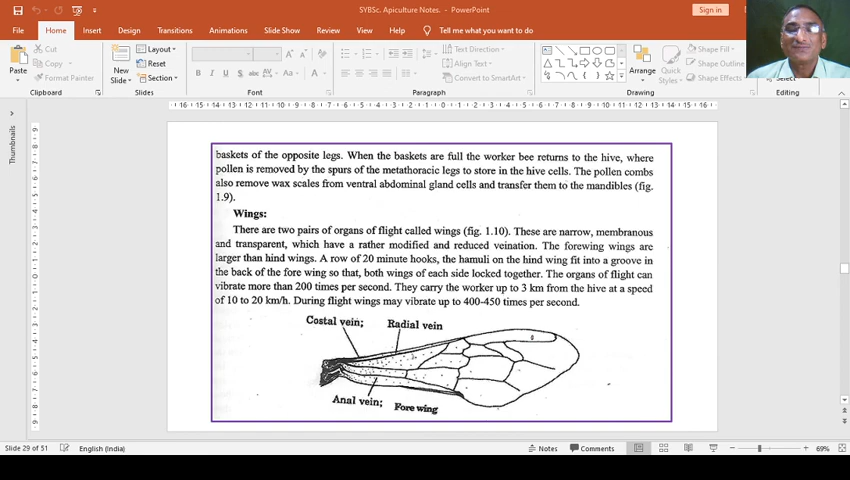 SYBSc. Apiculture Notes. - PowerPoint
Sign in
File Home Insert Draw Design Transitions Animations Slide Show Review View Help Tell me what you want to do
Paste
Cut
Copy
Format Painter
Clipboard
New
Slide
Layout
Reset
Section
Slides
Font
Text Direction
Align Text
Convert to SmartArt
Paragraph
Arrange
Quick
Styles
Shape Fill
Shape Outline
Shape Effects
Drawing
Select
Editing
Thumbnails
baskets of the opposite legs. When the baskets are full the worker bee returns to the hive, where
pollen is removed by the spurs of the metathoracic legs to store in the hive cells. The pollen combs
also remove wax scales from ventral abdominal gland cells and transfer them to the mandibles (fig.
1.9).
Wings:
There are two pairs of organs of flight called wings (fig. 1.10). These are narrow, membranous
and transparent, which have a rather modified and reduced veination. The forewing wings are
larger than hind wings. A row of 20 minute hooks, the hamuli on the hind wing fit into a groove in
the back of the fore wing so that, both wings of each side locked together. The organs of flight can
vibrate more than 200 times per second. They carry the worker up to 3 km from the hive at a speed
of 10 to 20 km/h. During flight wings may vibrate up to 400-450 times per second.
Costal vein; Radial vein
Anal vein; Fore wing
Slide 29 of 51
English (India)
Notes
Comments
69%